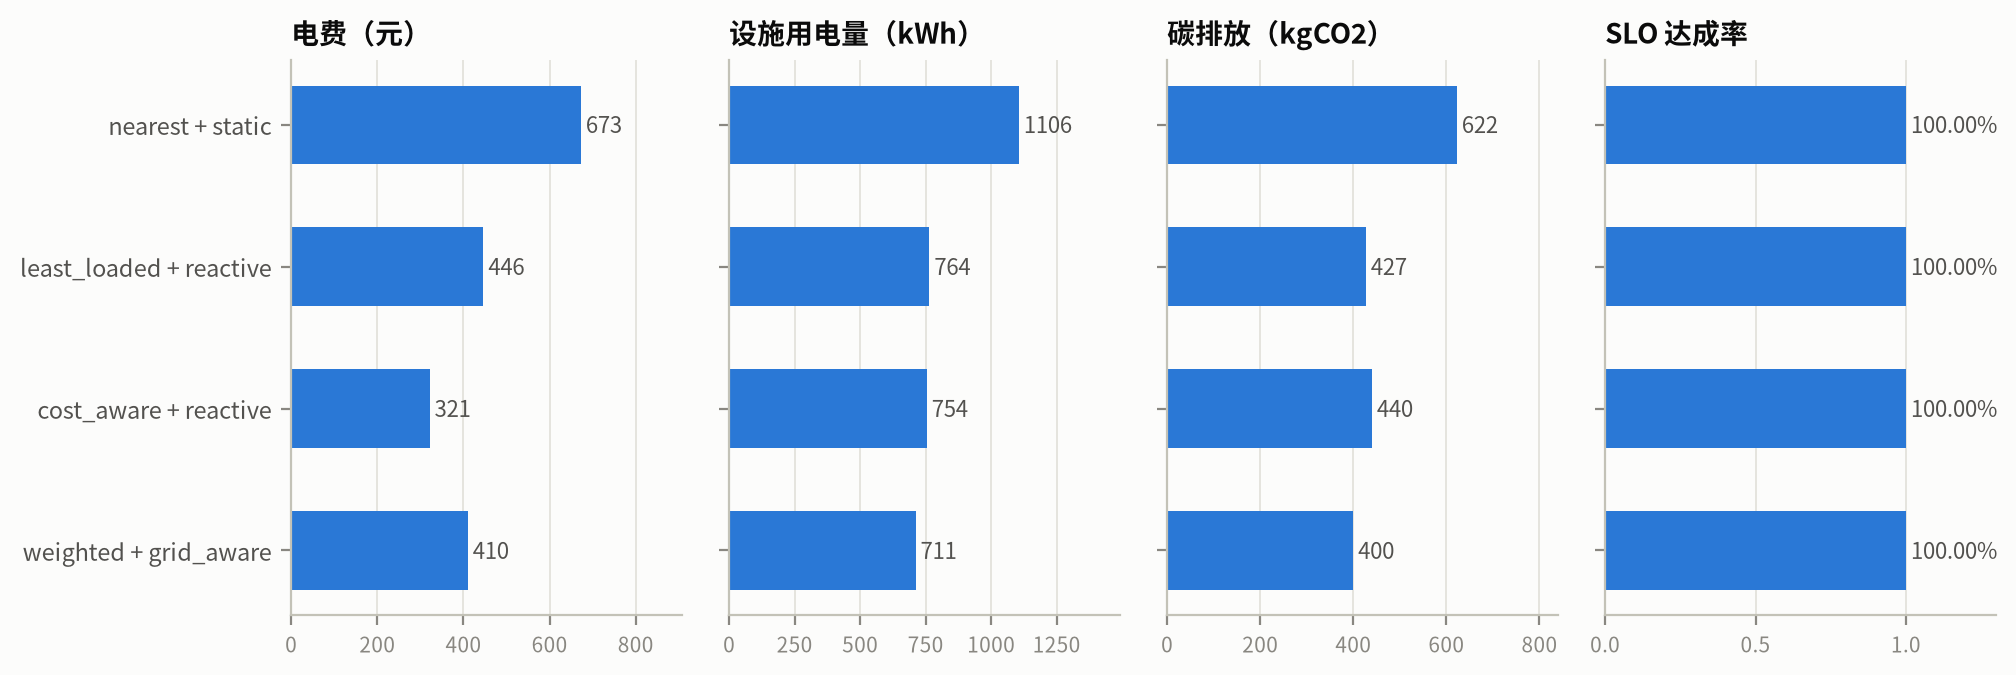 电费（元）
设施用电量（kWh）
碳排放（kgCO2）
SLO 达成率
nearest + static
673
1106
622
100.00%
least_loaded + reactive
446
764
427
100.00%
cost_aware + reactive
321
754
440
100.00%
weighted + grid_aware
410
711
400
100.00%
0 200 400 600 800
0 250 500 750 1000 1250
0 200 400 600 800
0.0 0.5 1.0